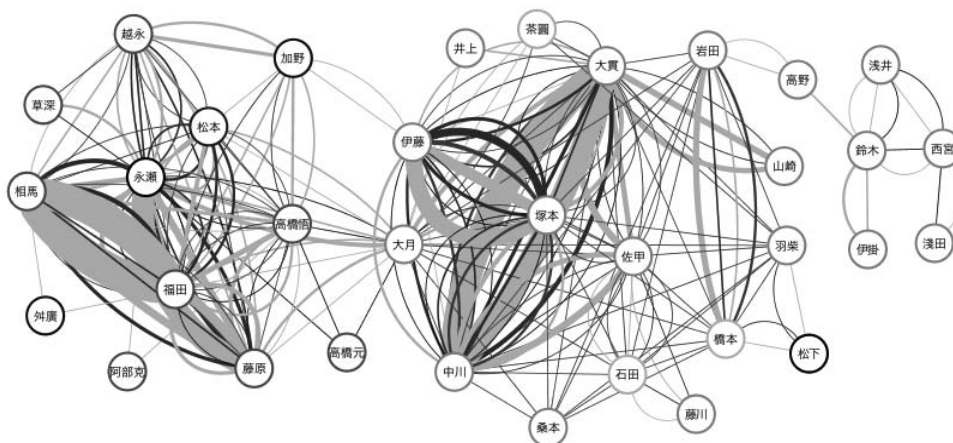 越永
加野
草深
松本
相馬
永瀬
高橋悟
福田
舛廣
阿部克
藤原
高橋元
茶圓
井上
大貫
岩田
高野
伊藤
山崎
塚本
大月
佐甲
羽柴
中川
橋本
松下
石田
桑本
藤川
浅井
鈴木
西宮
伊掛
淺田